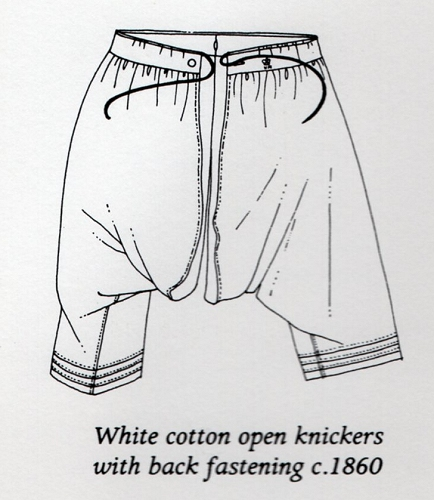 White cotton open knickers
with back fastening c.1860